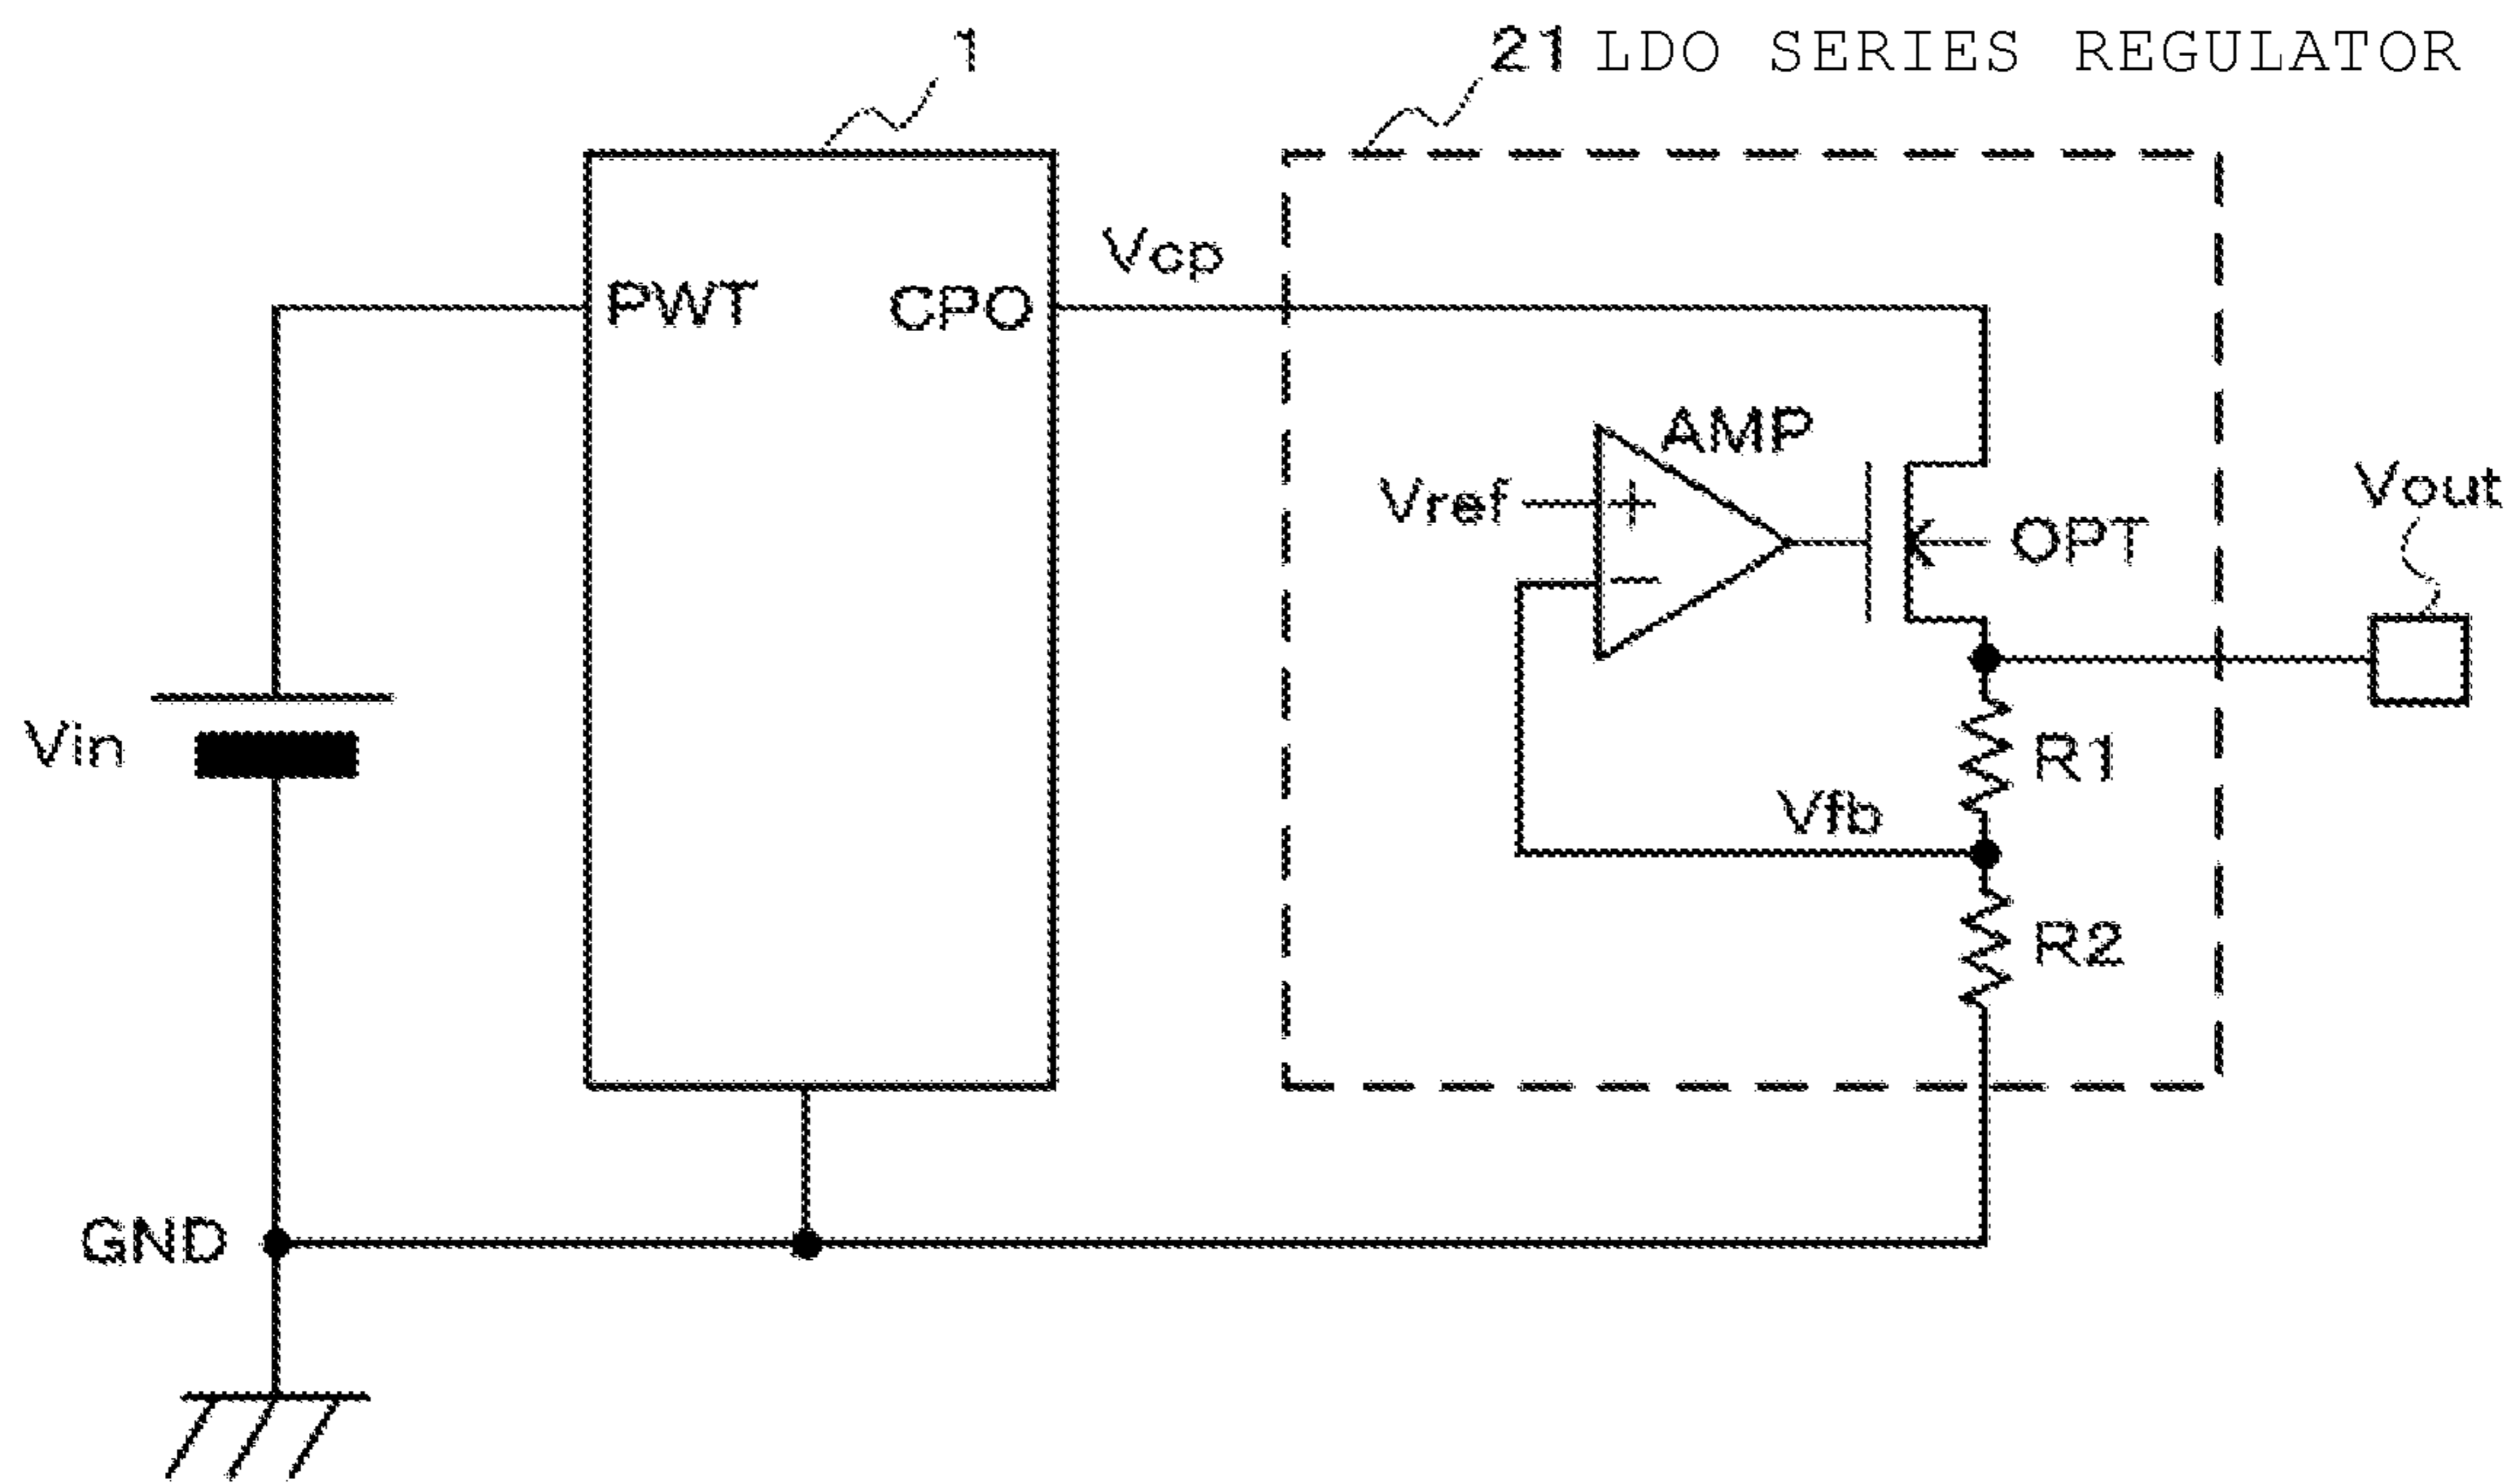 1
21 LDO SERIES REGULATOR
Vcp
PWT
CPO
AMP
Vref
+
−
OPT
Vout
Vin
R1
Vfb
R2
GND